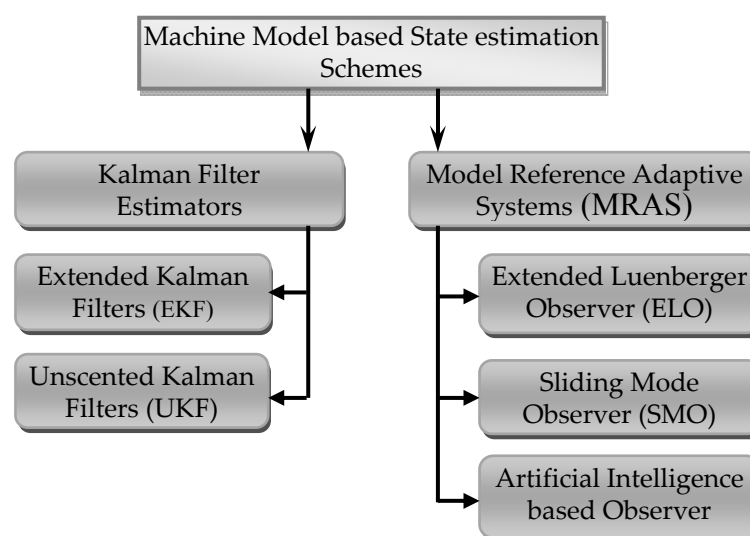 Machine Model based State estimation
Schemes
Kalman Filter
Estimators
Model Reference Adaptive
Systems (MRAS)
Extended Kalman
Filters (EKF)
Unscented Kalman
Filters (UKF)
Extended Luenberger
Observer (ELO)
Sliding Mode
Observer (SMO)
Artificial Intelligence
based Observer